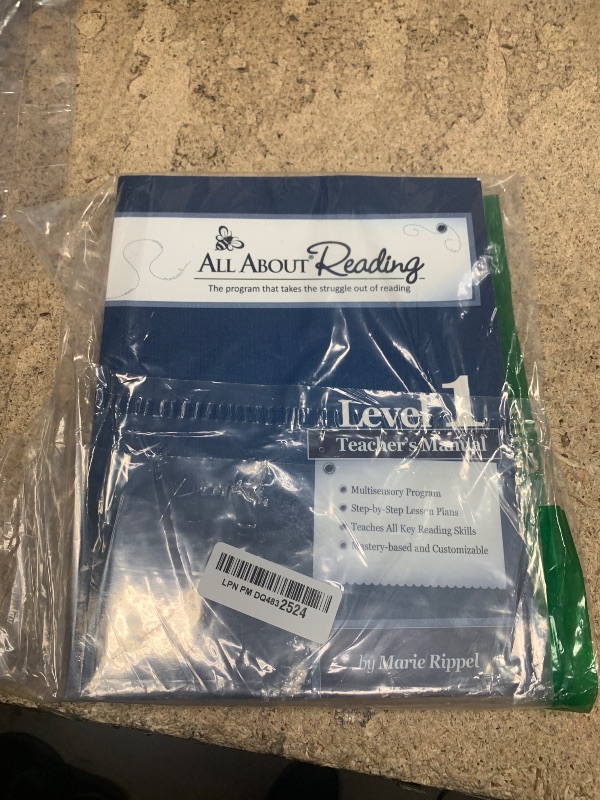 All About® Reading™
The program that takes the struggle out of reading
Level 1
Teacher's Manual
Multisensory Program
Step-by-Step Lesson Plans
Teaches All Key Reading Skills
Mastery-based and Customizable
LPN PM DQ4832524
by Marie Rippel